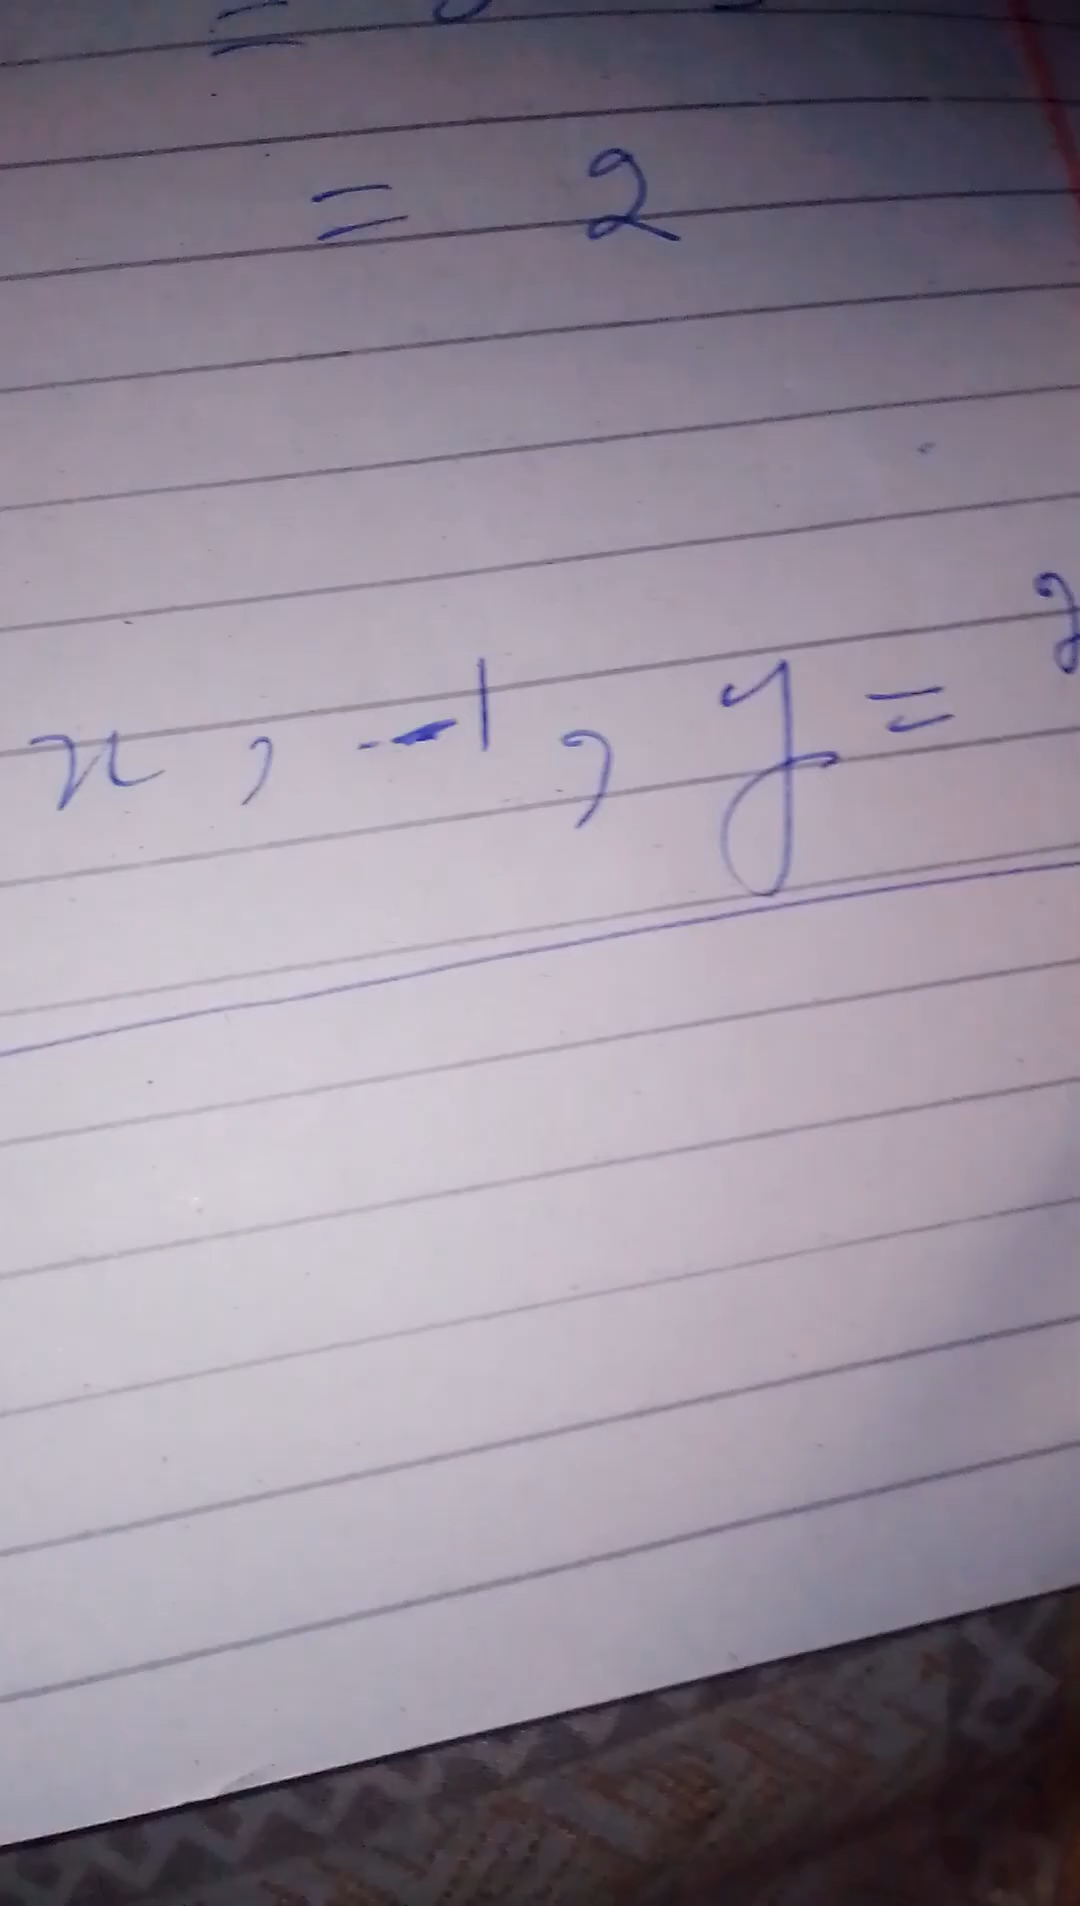 =
= 2
x, -1, y =